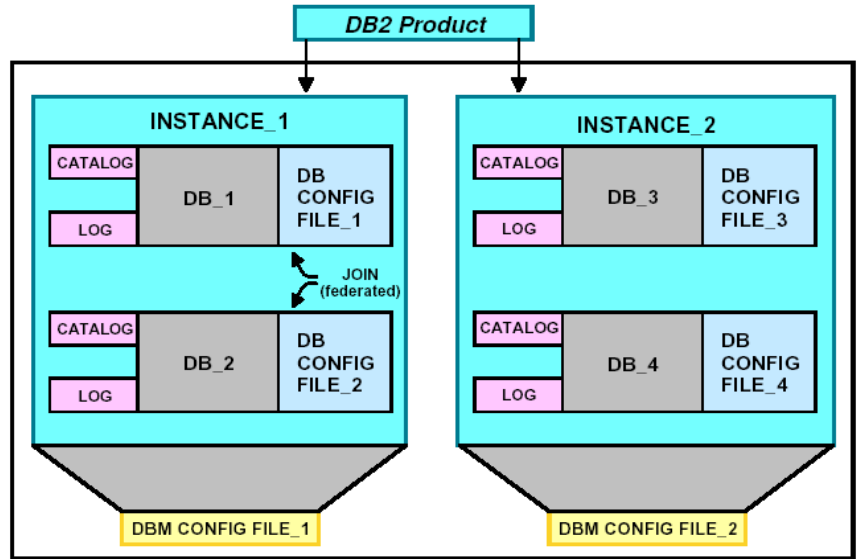 DB2 Product
INSTANCE_1
CATALOG
LOG
DB_1
DB
CONFIG
FILE_1
JOIN
(federated)
CATALOG
LOG
DB_2
DB
CONFIG
FILE_2
DBM CONFIG FILE_1
INSTANCE_2
CATALOG
LOG
DB_3
DB
CONFIG
FILE_3
CATALOG
LOG
DB_4
DB
CONFIG
FILE_4
DBM CONFIG FILE_2